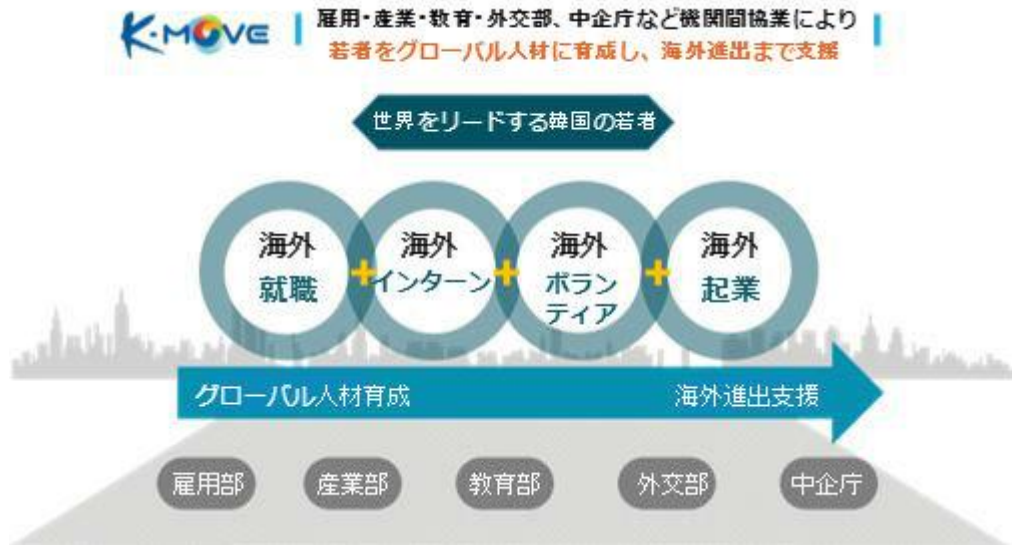 K-MOVE
雇用・産業・教育・外交部、中企庁など機関間協業により
若者をグローバル人材に育成し、海外進出まで支援
世界をリードする韓国の若者
海外
就職
+
海外
インターン
+
海外
ボラン
ティア
+
海外
起業
グローバル人材育成
海外進出支援
雇用部
産業部
教育部
外交部
中企庁